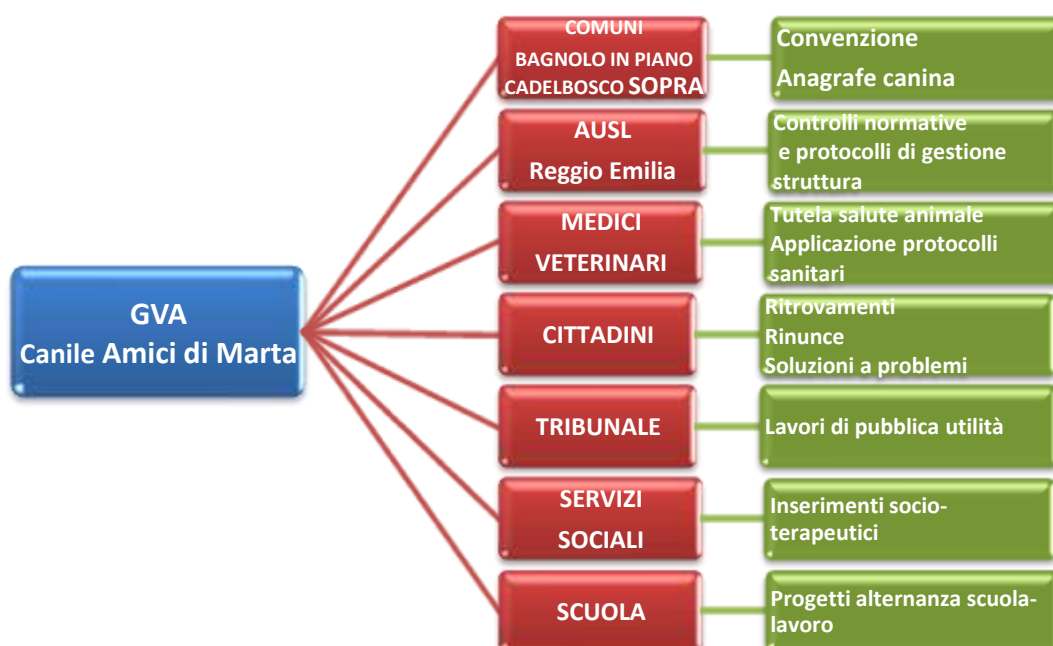 GVA
Canile Amici di Marta
COMUNI
BAGNOLO IN PIANO
CADELBOSCO SOPRA
Convenzione
Anagrafe canina
AUSL
Reggio Emilia
Controlli normative
e protocolli di gestione
struttura
MEDICI
VETERINARI
Tutela salute animale
Applicazione protocolli
sanitari
CITTADINI
Ritrovamenti
Rinunce
Soluzioni a problemi
TRIBUNALE
Lavori di pubblica utilità
SERVIZI
SOCIALI
Inserimenti socio-
terapeutici
SCUOLA
Progetti alternanza scuola-
lavoro